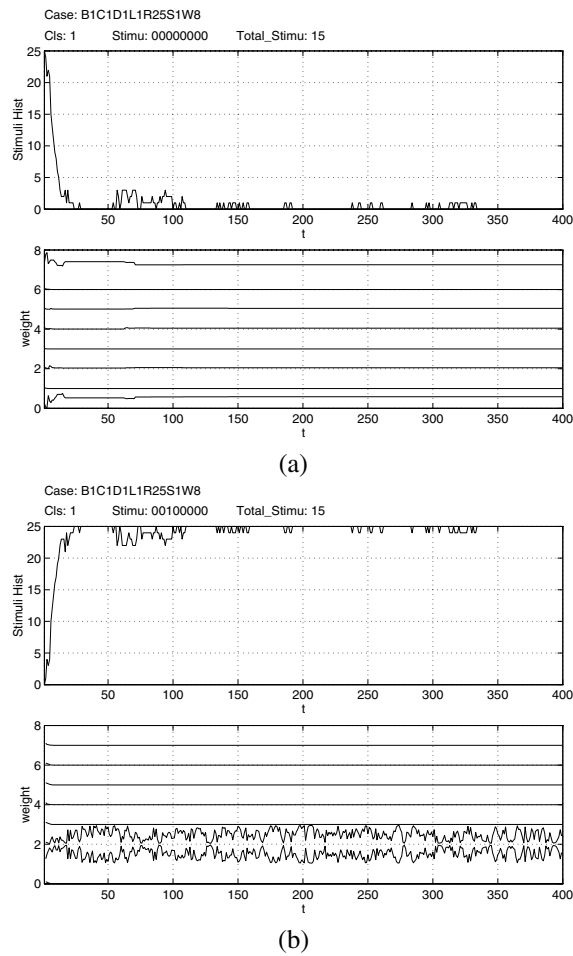 Case: B1C1D1L1R25S1W8
Cls: 1 Stimu: 00000000 Total_Stimu: 15
25
20
15
10
5
0
Stimuli Hist
50 100 150 200 250 300 350 400
t
8
6
4
2
0
weight
50 100 150 200 250 300 350 400
t
(a)
Case: B1C1D1L1R25S1W8
Cls: 1 Stimu: 00100000 Total_Stimu: 15
25
20
15
10
5
0
Stimuli Hist
50 100 150 200 250 300 350 400
t
8
6
4
2
0
weight
50 100 150 200 250 300 350 400
t
(b)